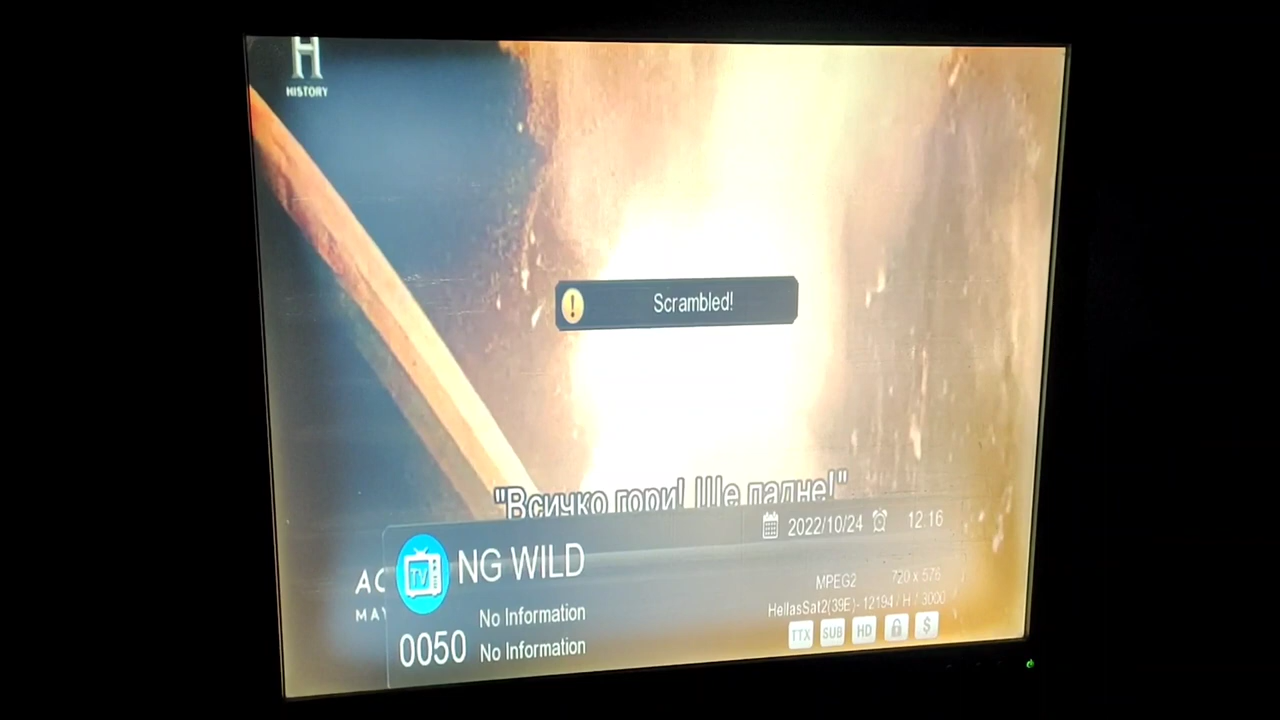 H
HISTORY
Scrambled!
"Всичко гори! Ще падне!"
2022/10/24 12:16
TV
NG WILD
MPEG2 720 x 576
No Information
HellasSat2(39E)- 12194 / H / 3000
TTX SUB HD $
0050 No Information